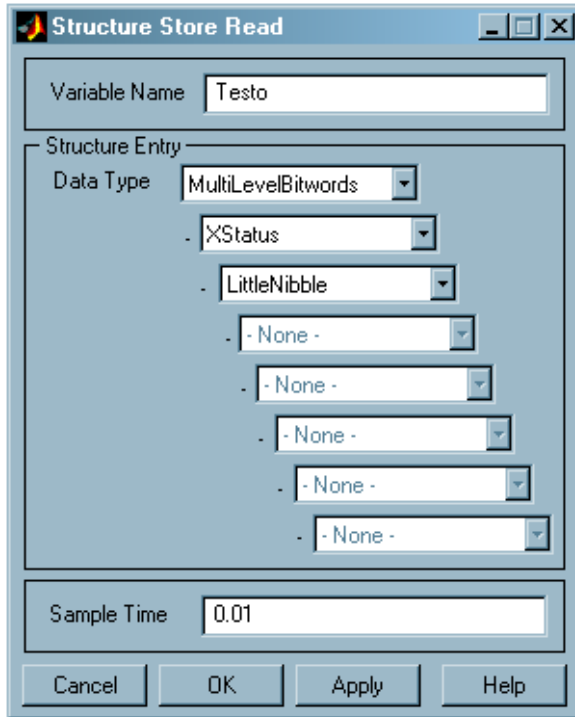 Structure Store Read
Variable Name Testo
Structure Entry
Data Type MultiLevelBitwords
. XStatus
. LittleNibble
. - None -
. - None -
. - None -
. - None -
. - None -
Sample Time 0.01
Cancel OK Apply Help